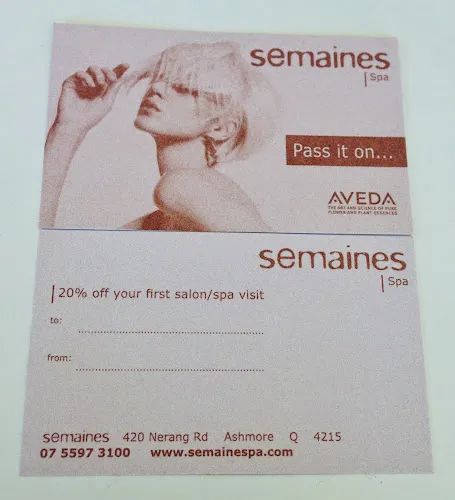 semaines
Spa
Pass it on...
AVEDA
THE ART AND SCIENCE OF PURE
FLOWER AND PLANT ESSENCES
semaines
Spa
20% off your first salon/spa visit
to:
from:
semaines 420 Nerang Rd Ashmore Q 4215
07 5597 3100 www.semainespa.com